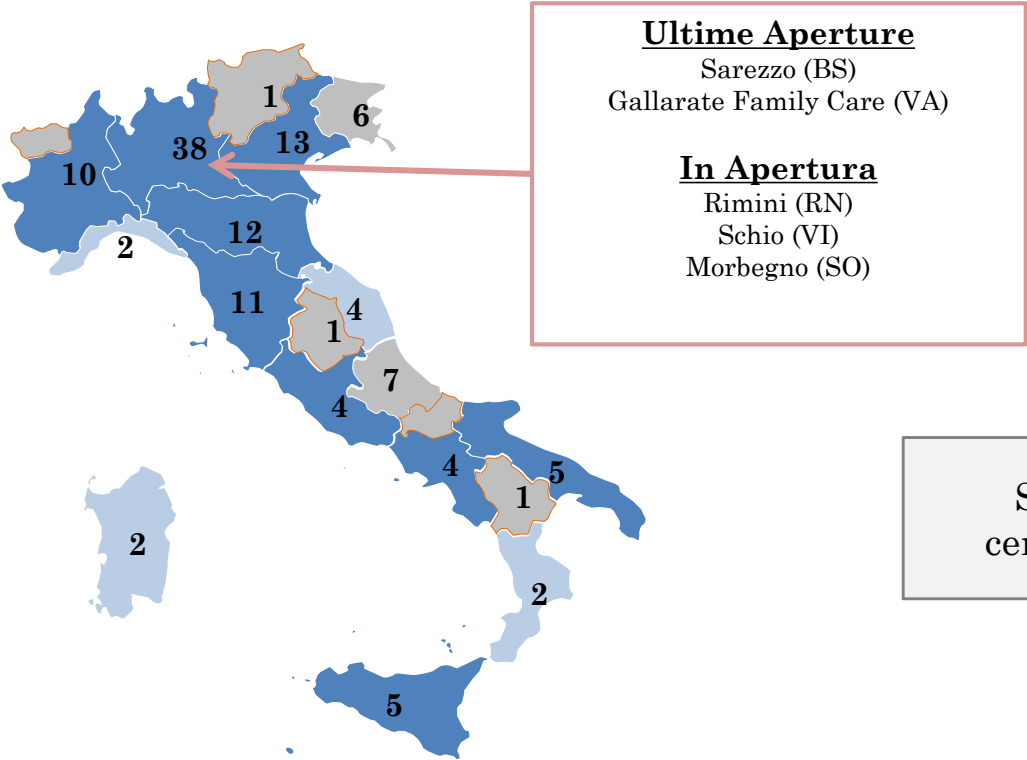 Ultime Aperture
Sarezzo (BS)
Gallarate Family Care (VA)
In Apertura
Rimini (RN)
Schio (VI)
Morbegno (SO)
1
6
13
38
10
2
12
11
4
1
7
4
4
5
1
2
2
5